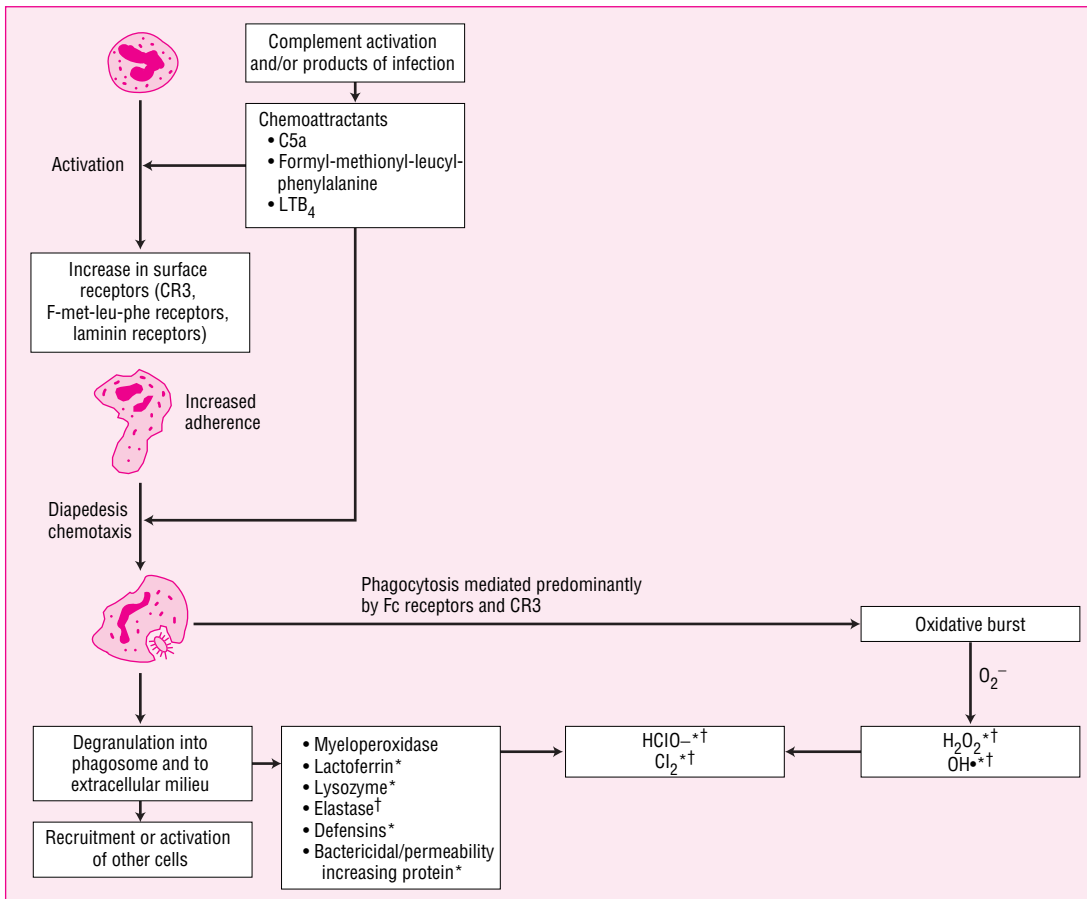 Complement activation
and/or products of infection
Chemoattractants
• C5a
• Formyl-methionyl-leucyl-
phenylalanine
• LTB₄
Activation
Increase in surface
receptors (CR3,
F-met-leu-phe receptors,
laminin receptors)
Increased
adherence
Diapedesis
chemotaxis
Phagocytosis mediated predominantly
by Fc receptors and CR3
Oxidative burst
O₂⁻
Degranulation into
phagosome and to
extracellular milieu
• Myeloperoxidase
• Lactoferrin*
• Lysozyme*
• Elastase†
• Defensins*
• Bactericidal/permeability
increasing protein*
HClO–*†
Cl₂*†
H₂O₂*†
OH•*†
Recruitment or activation
of other cells